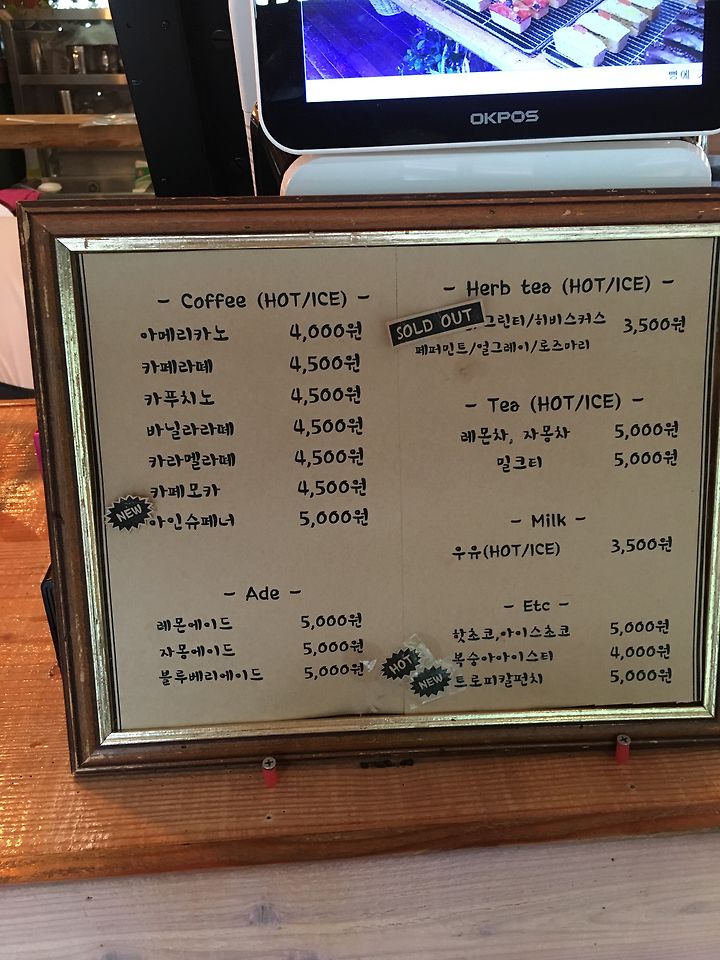 OKPOS
- Coffee (HOT/ICE) -
아메리카노 4,000원
카페라떼 4,500원
카푸치노 4,500원
바닐라라떼 4,500원
카라멜라떼 4,500원
카페모카 4,500원
NEW 아인슈페너 5,000원
- Ade -
레몬에이드 5,000원
자몽에이드 5,000원
블루베리에이드 5,000원
- Herb tea (HOT/ICE) -
SOLD OUT /그린티/히비스커스 3,500원
페퍼민트/얼그레이/로즈마리
- Tea (HOT/ICE) -
레몬차, 자몽차 5,000원
밀크티 5,000원
- Milk -
우유(HOT/ICE) 3,500원
- Etc -
핫초코,아이스초코 5,000원
HOT 복숭아아이스티 4,000원
NEW 트로피칼펀치 5,000원